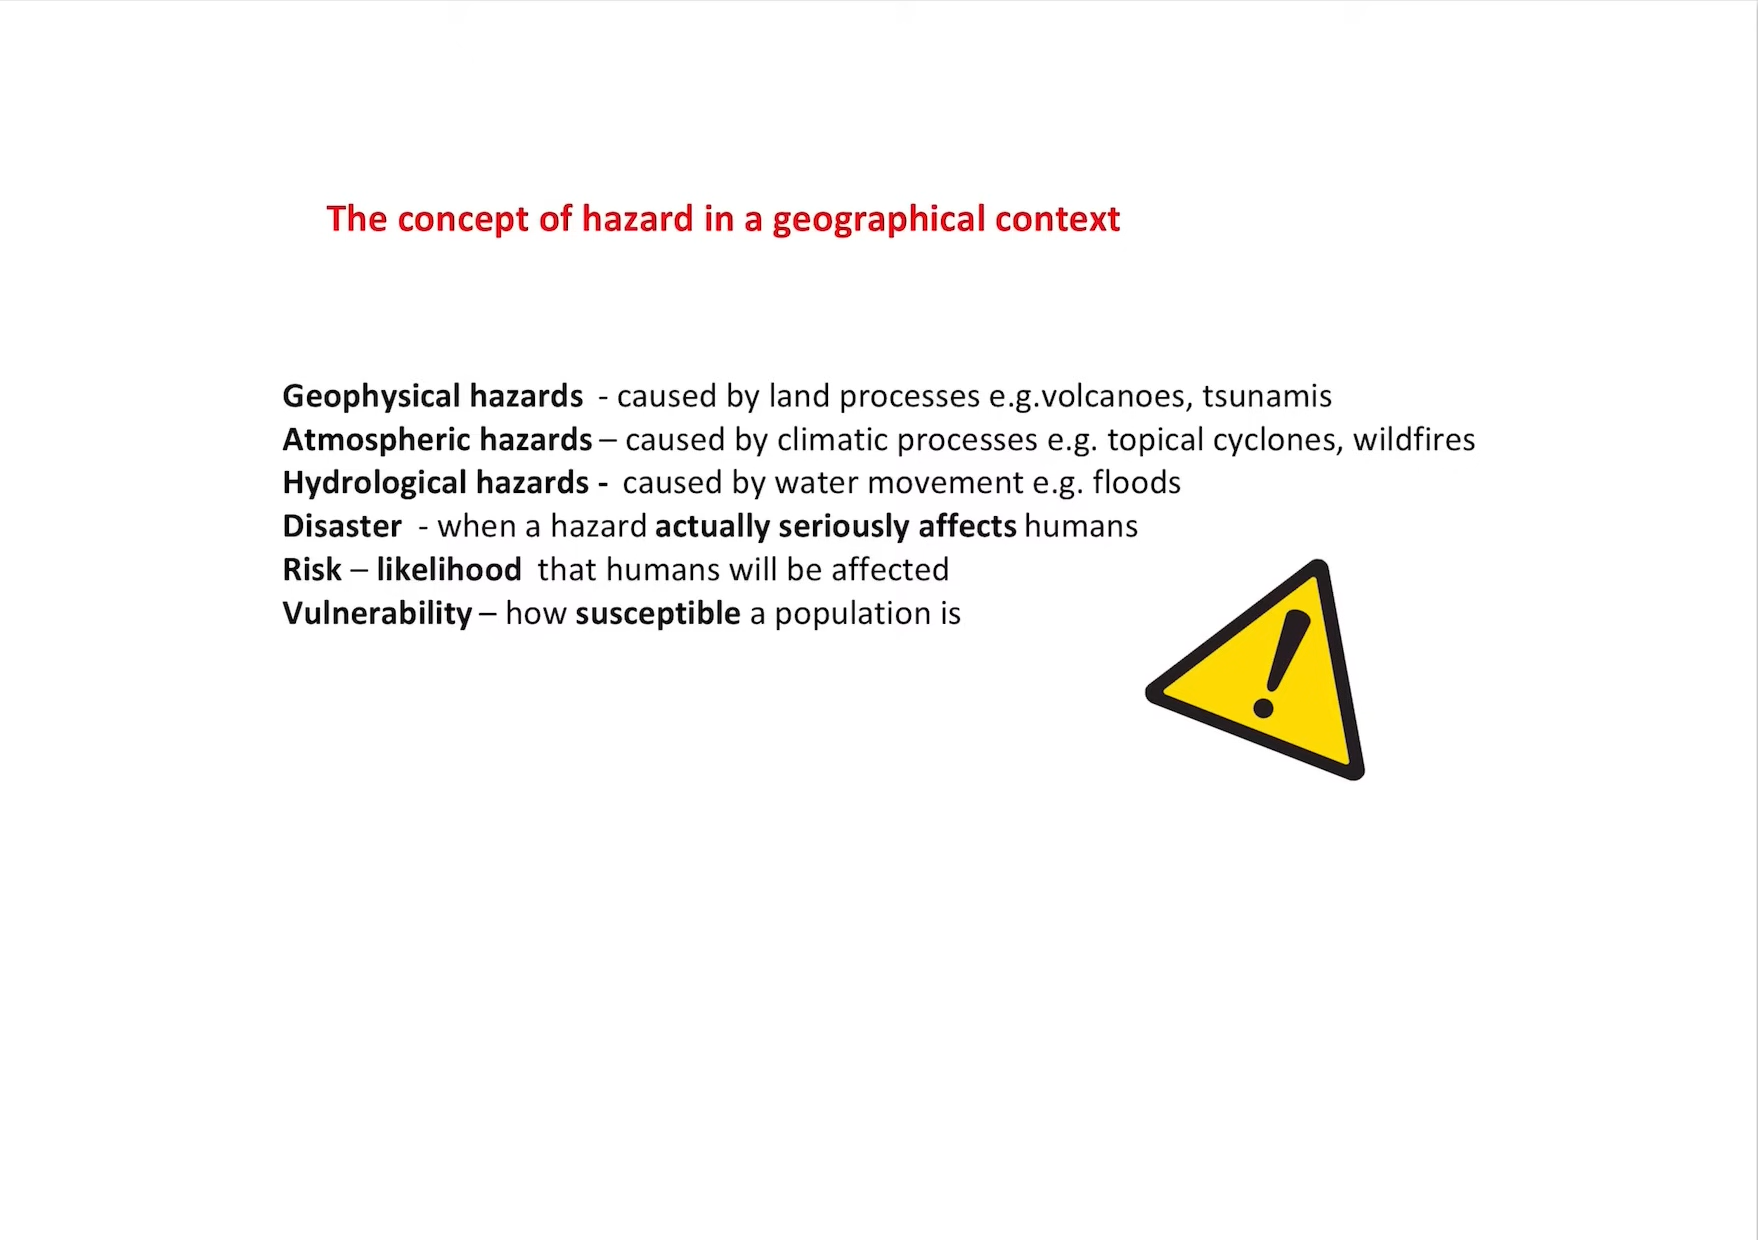 The concept of hazard in a geographical context
Geophysical hazards - caused by land processes e.g.volcanoes, tsunamis
Atmospheric hazards – caused by climatic processes e.g. topical cyclones, wildfires
Hydrological hazards - caused by water movement e.g. floods
Disaster - when a hazard actually seriously affects humans
Risk – likelihood that humans will be affected
Vulnerability – how susceptible a population is
!